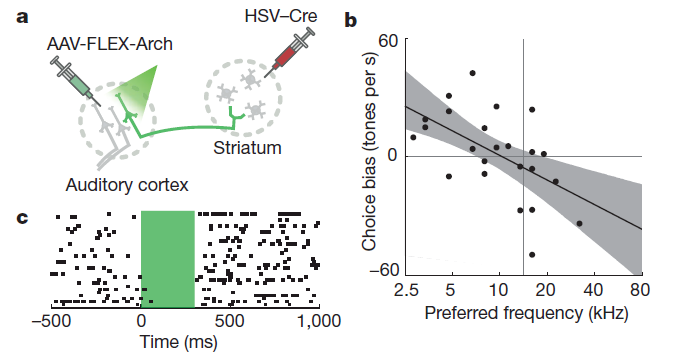 a
HSV–Cre
AAV-FLEX-Arch
Striatum
Auditory cortex
b
60
0
–60
Choice bias (tones per s)
2.5 5 10 20 40 80
Preferred frequency (kHz)
c
–500 0 500 1,000
Time (ms)